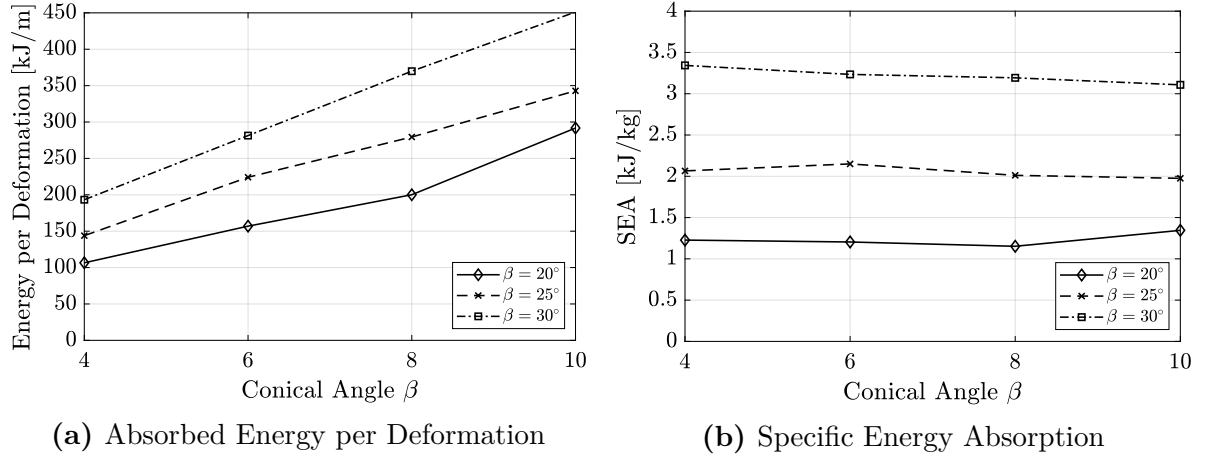 Energy per Deformation [kJ/m]
450
400
350
300
250
200
150
100
50
0
4
6
8
10
Conical Angle β
β = 20°
β = 25°
β = 30°
(a) Absorbed Energy per Deformation
SEA [kJ/kg]
4
3.5
3
2.5
2
1.5
1
0.5
0
4
6
8
10
Conical Angle β
β = 20°
β = 25°
β = 30°
(b) Specific Energy Absorption